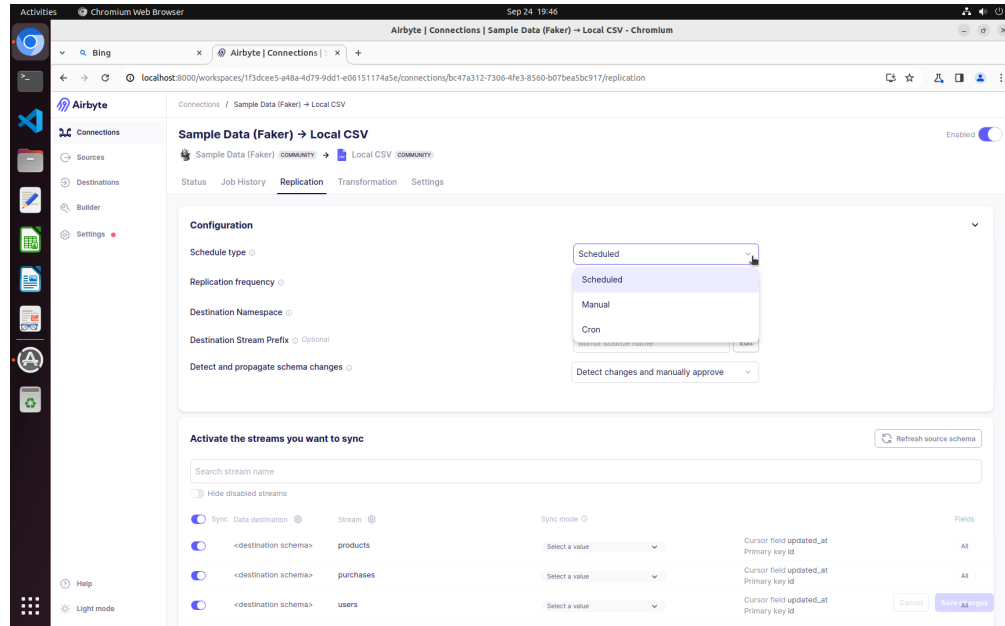 Activities
Chromium Web Browser
Sep 24 19:46
Airbyte | Connections | Sample Data (Faker) → Local CSV - Chromium
Bing
Airbyte | Connections |
localhost:8000/workspaces/1f3dcee5-a48a-4d79-9dd1-e06151174a5e/connections/bc47a312-7306-4fe3-8560-b07bea5bc917/replication
Airbyte
Connections
Sources
Destinations
Builder
Settings
Help
Light mode
Connections / Sample Data (Faker) → Local CSV
Sample Data (Faker) → Local CSV
Enabled
Sample Data (Faker) COMMUNITY → Local CSV COMMUNITY
Status Job History Replication Transformation Settings
Configuration
Schedule type
Scheduled
Scheduled
Manual
Cron
Replication frequency
Destination Namespace
Destination Stream Prefix Optional
Mirror source name
Edit
Detect and propagate schema changes
Detect changes and manually approve
Activate the streams you want to sync
Refresh source schema
Search stream name
Hide disabled streams
Sync Data destination Stream Sync mode Fields
<destination schema> products Select a value Cursor field updated_at All
Primary key id
<destination schema> purchases Select a value Cursor field updated_at All
Primary key id
<destination schema> users Select a value Cursor field updated_at All
Primary key id
Cancel
Save changes